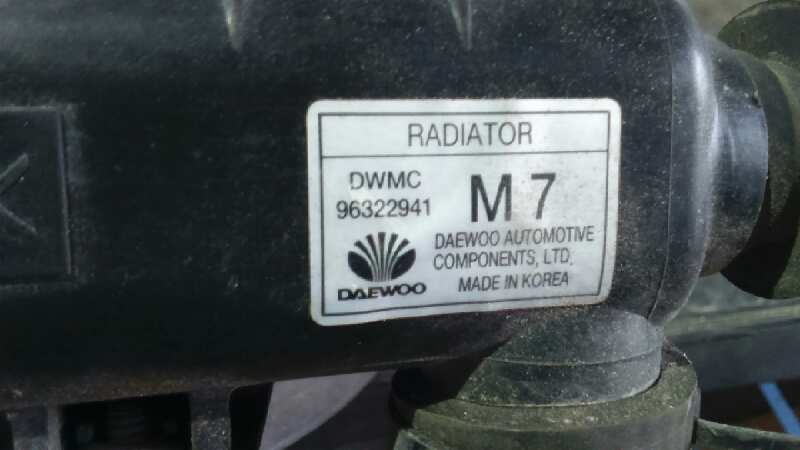 RADIATOR
DWMC
96322941
M 7
DAEWOO AUTOMOTIVE
COMPONENTS, LTD.
MADE IN KOREA
DAEWOO